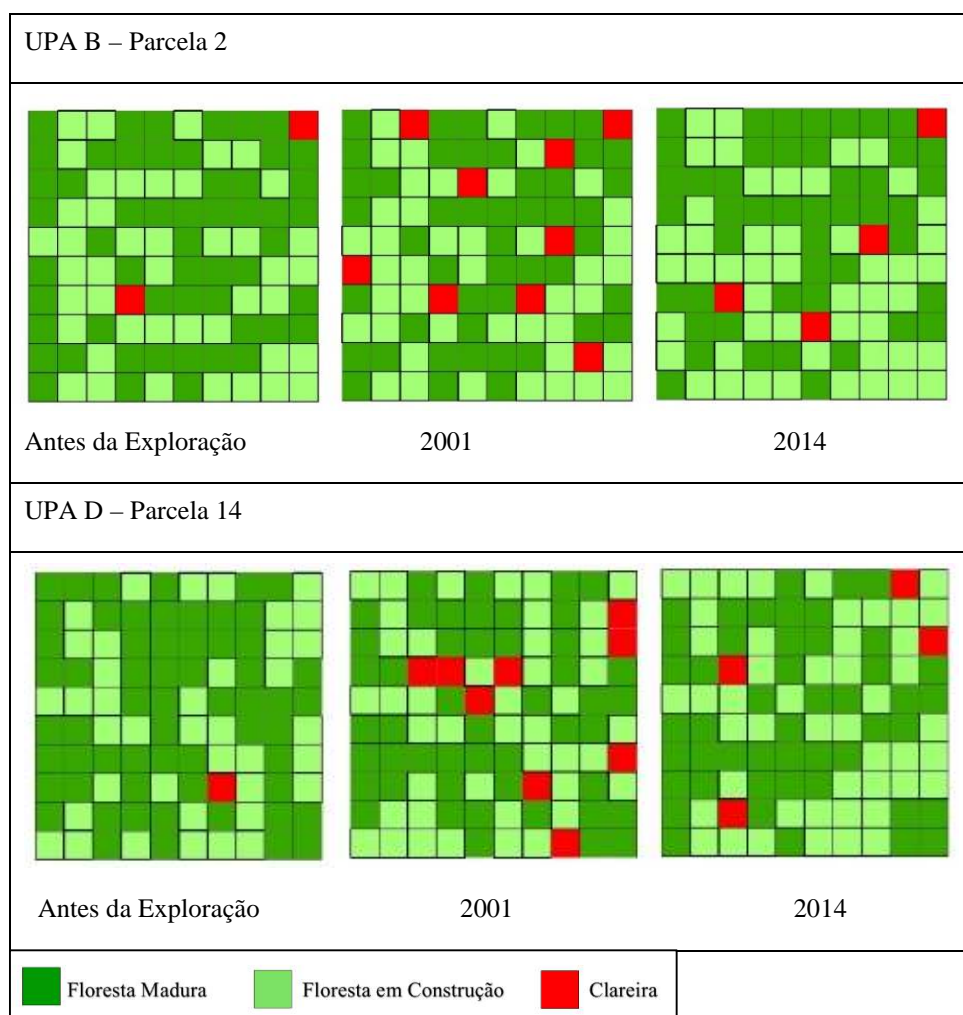 UPA B – Parcela 2
Antes da Exploração 2001 2014
UPA D – Parcela 14
Antes da Exploração 2001 2014
Floresta Madura Floresta em Construção Clareira